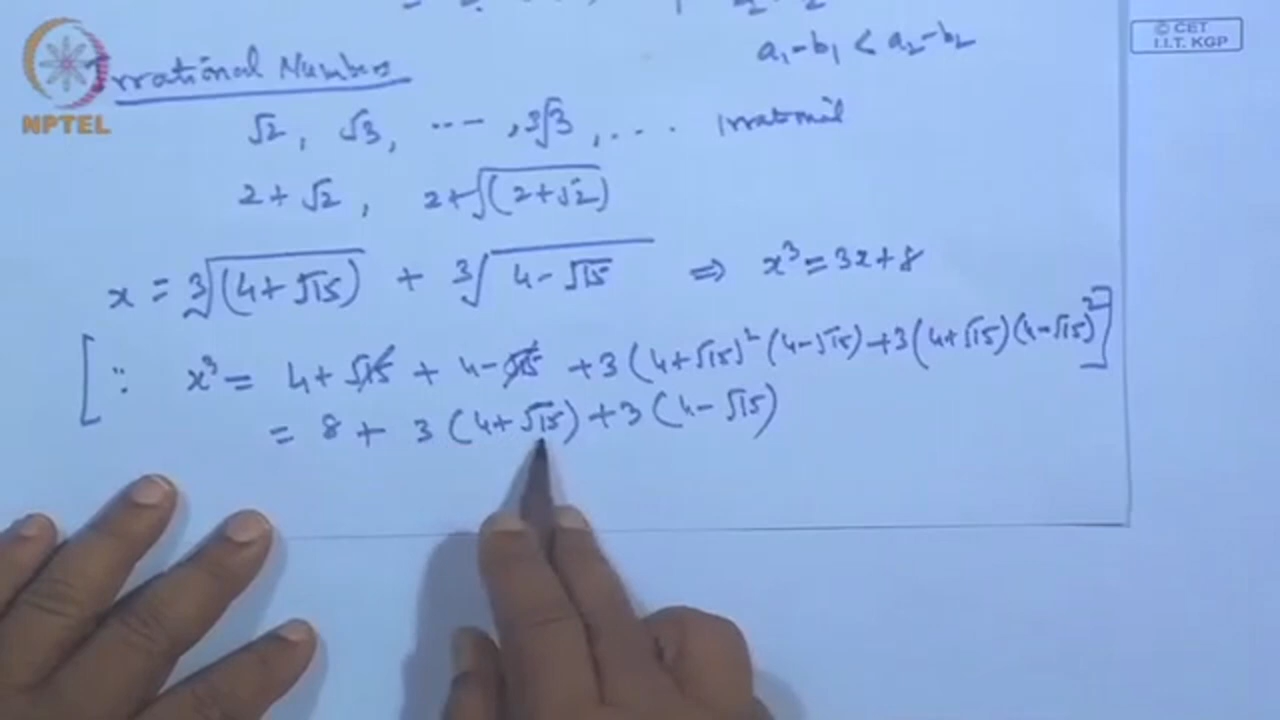 © CET
I.I.T. KGP
a₁-b₁ < a₂-b₂
Irrational Numbers
NPTEL
√2, √3, ---, ∛3, .... Irrational
2+√2, 2+√(2+√2)
x = ∛(4+√15) + ∛4-√15 ⇒ x³=3x+8
[∵ x³= 4+√15 + 4-√15 +3(4+√15)²(4-√15)+3(4+√15)(4-√15)²]
= 8 + 3(4+√15)+3(4-√15)